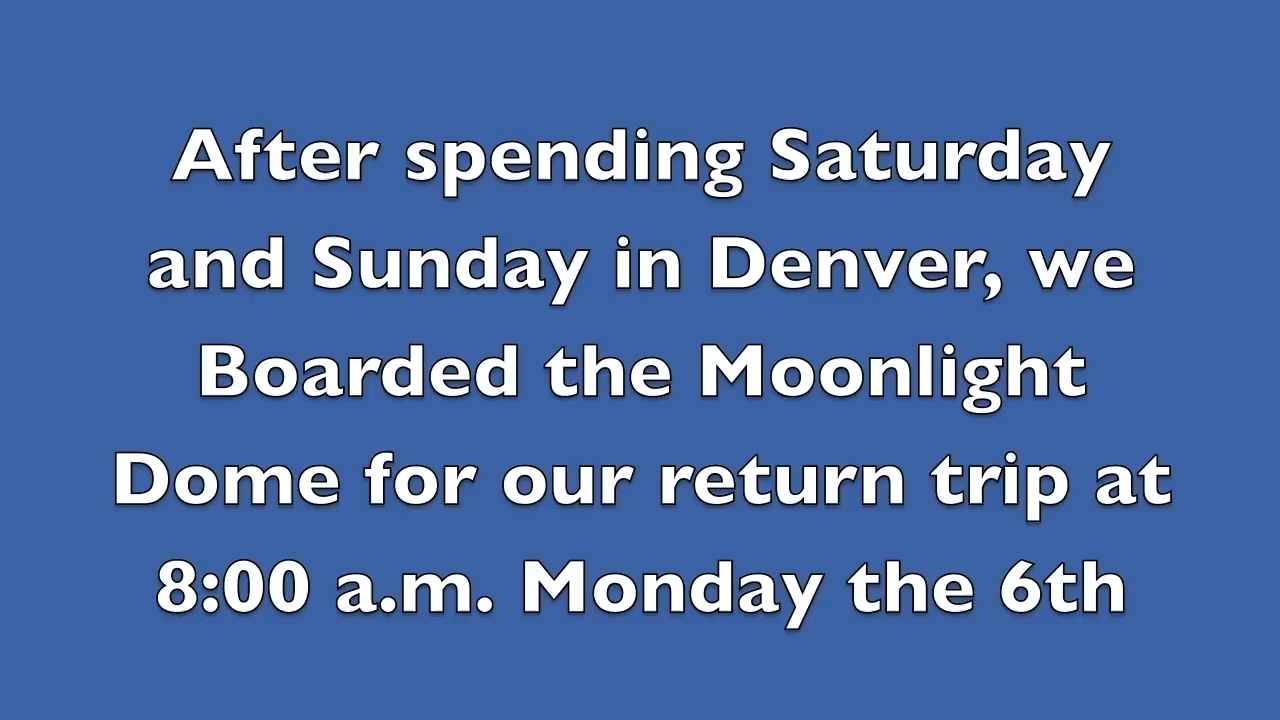 After spending Saturday
and Sunday in Denver, we
Boarded the Moonlight
Dome for our return trip at
8:00 a.m. Monday the 6th